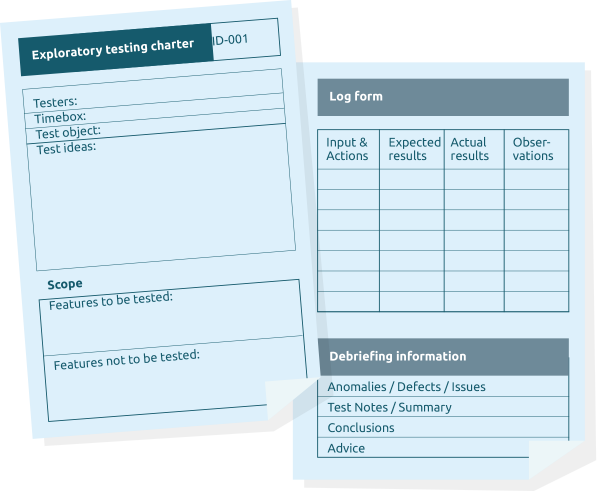 Exploratory testing charter ID-001
Testers:
Timebox:
Test object:
Test ideas:
Scope
Features to be tested:
Features not to be tested:
Log form
Input & Expected Actual Obser-
Actions results results vations
Debriefing information
Anomalies / Defects / Issues
Test Notes / Summary
Conclusions
Advice